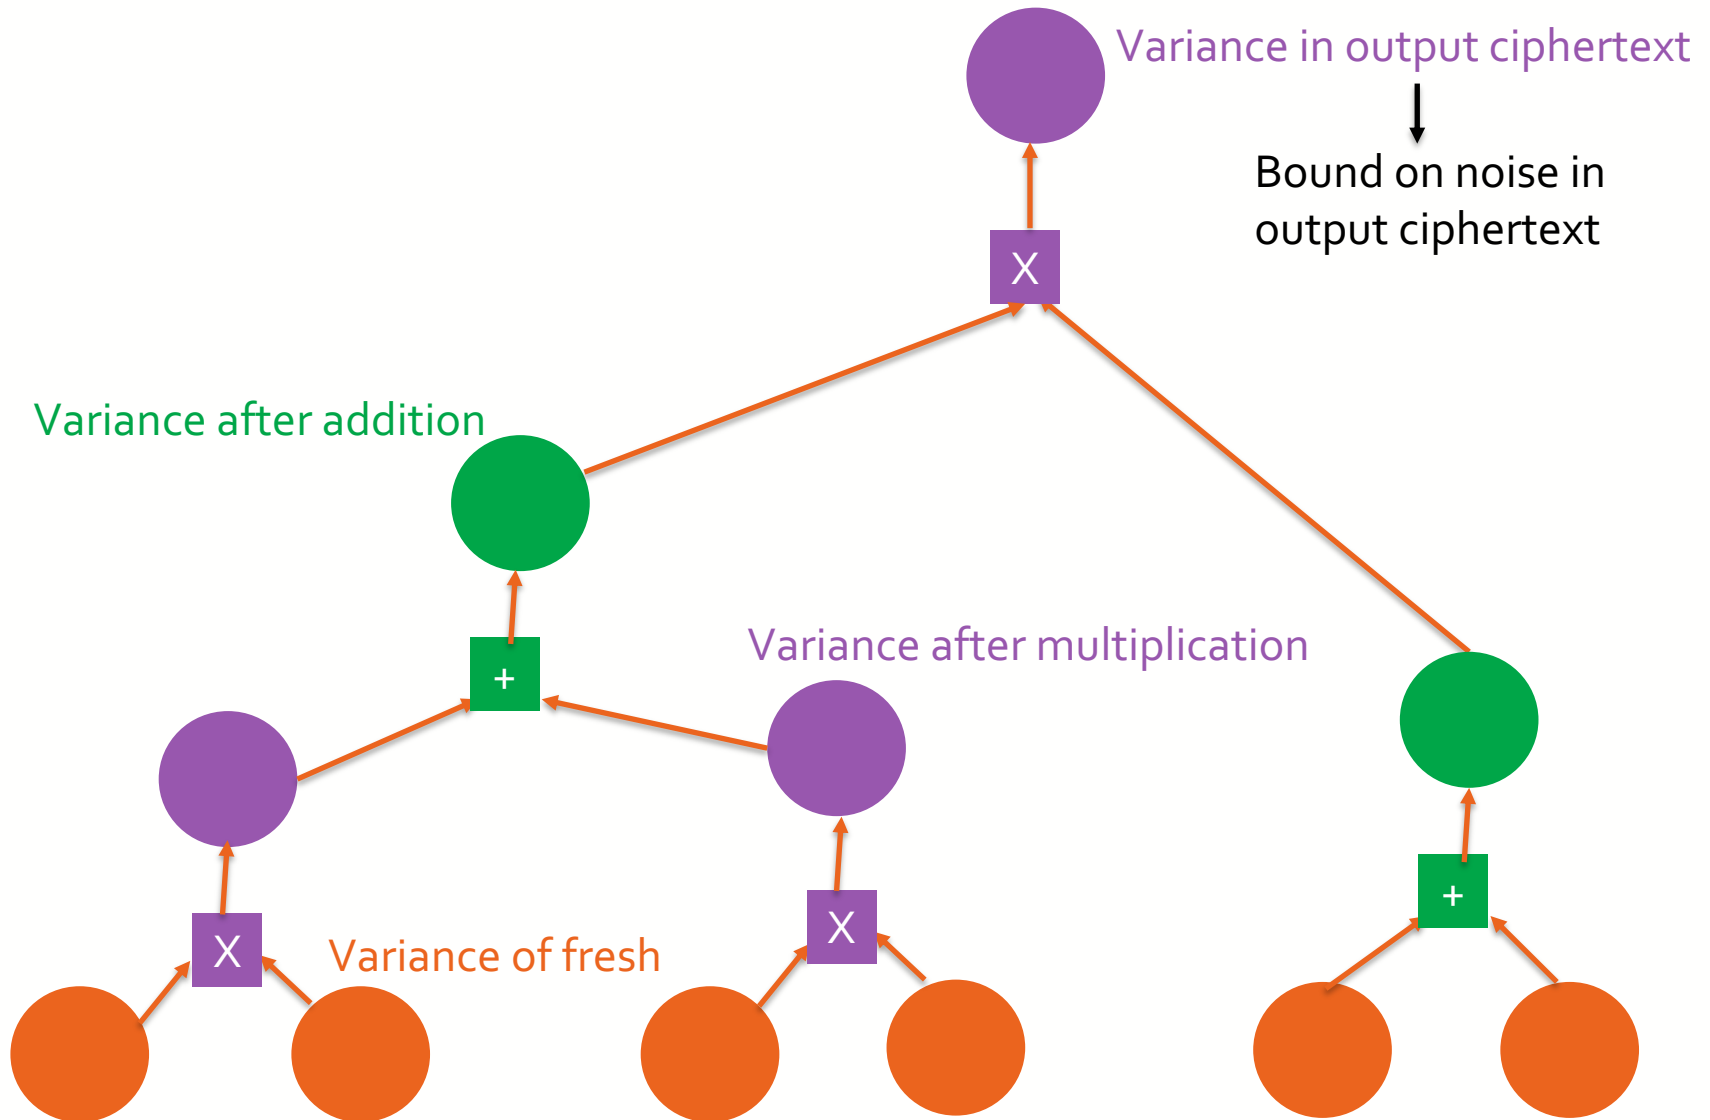 Variance in output ciphertext
Bound on noise in
output ciphertext
X
Variance after addition
Variance after multiplication
+
+
X
X
Variance of fresh